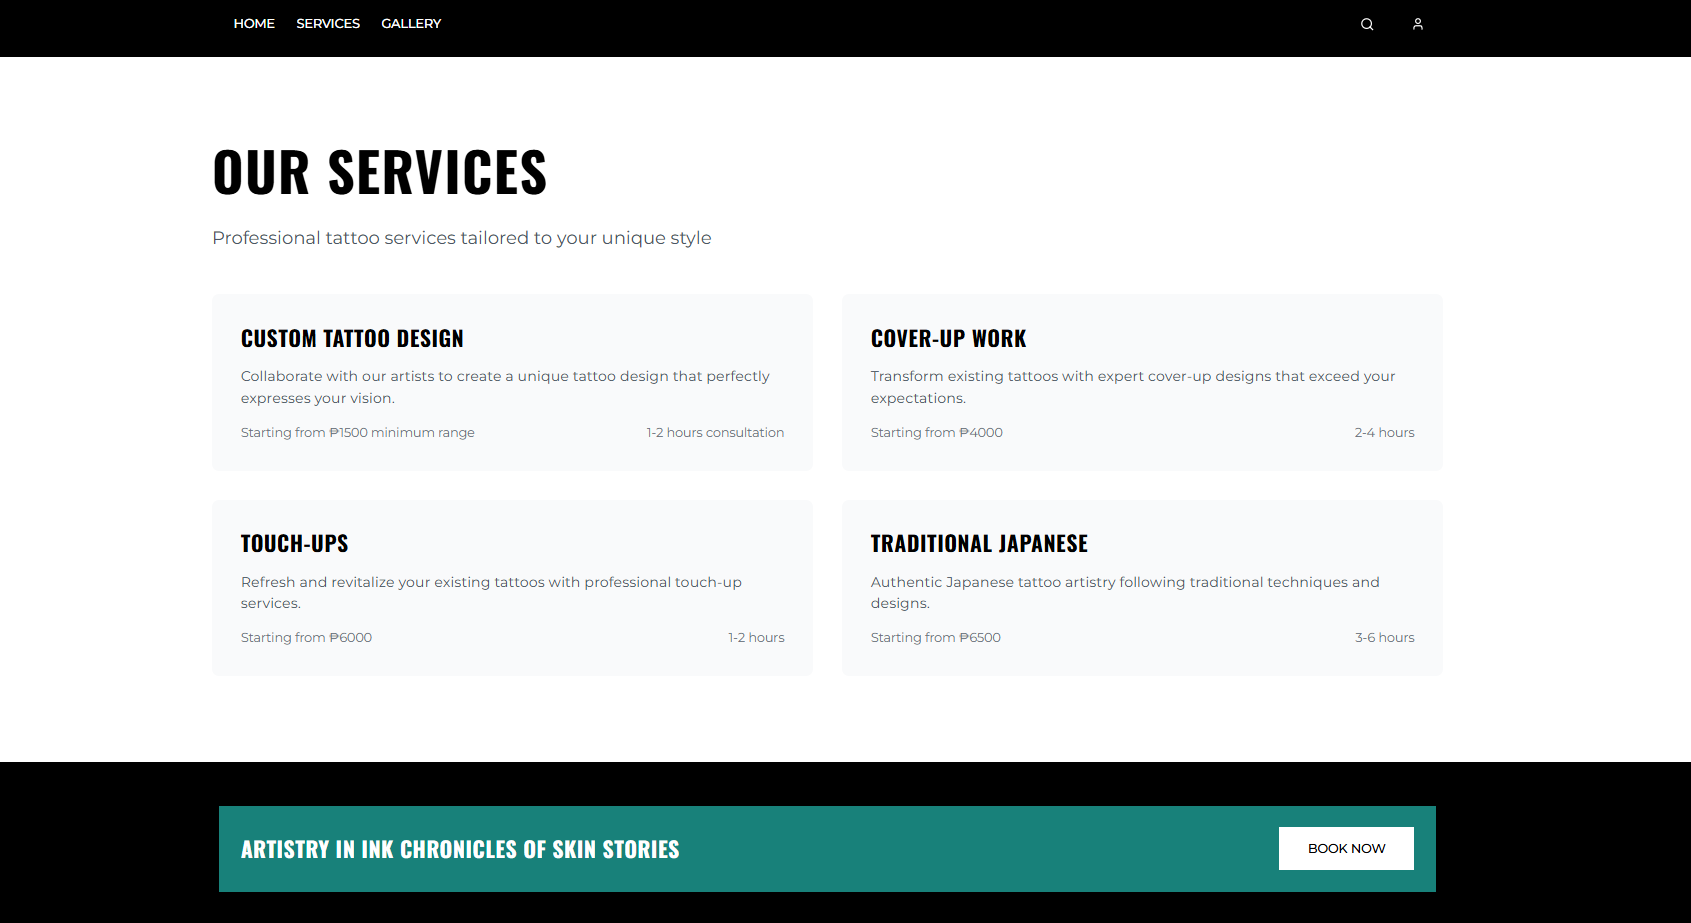 HOME SERVICES GALLERY
OUR SERVICES
Professional tattoo services tailored to your unique style
CUSTOM TATTOO DESIGN
Collaborate with our artists to create a unique tattoo design that perfectly
expresses your vision.
Starting from ₱1500 minimum range 1-2 hours consultation
COVER-UP WORK
Transform existing tattoos with expert cover-up designs that exceed your
expectations.
Starting from ₱4000 2-4 hours
TOUCH-UPS
Refresh and revitalize your existing tattoos with professional touch-up
services.
Starting from ₱6000 1-2 hours
TRADITIONAL JAPANESE
Authentic Japanese tattoo artistry following traditional techniques and
designs.
Starting from ₱6500 3-6 hours
ARTISTRY IN INK CHRONICLES OF SKIN STORIES
BOOK NOW